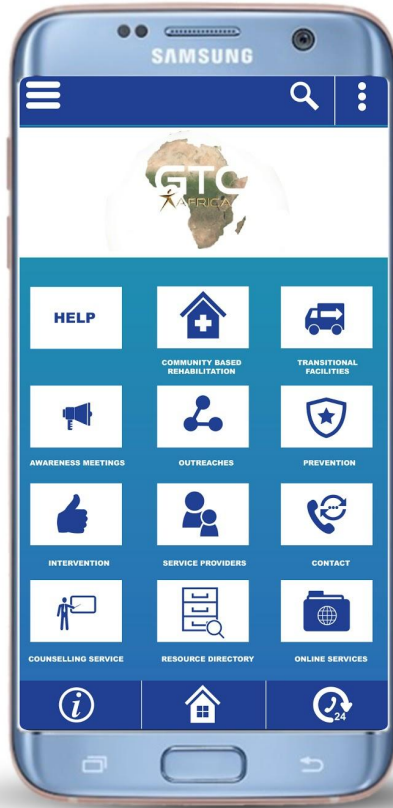 SAMSUNG
GTC
AFRICA
HELP
COMMUNITY BASED
REHABILITATION
TRANSITIONAL
FACILITIES
AWARENESS MEETINGS
OUTREACHES
PREVENTION
INTERVENTION
SERVICE PROVIDERS
CONTACT
COUNSELLING SERVICE
RESOURCE DIRECTORY
ONLINE SERVICES
i
24